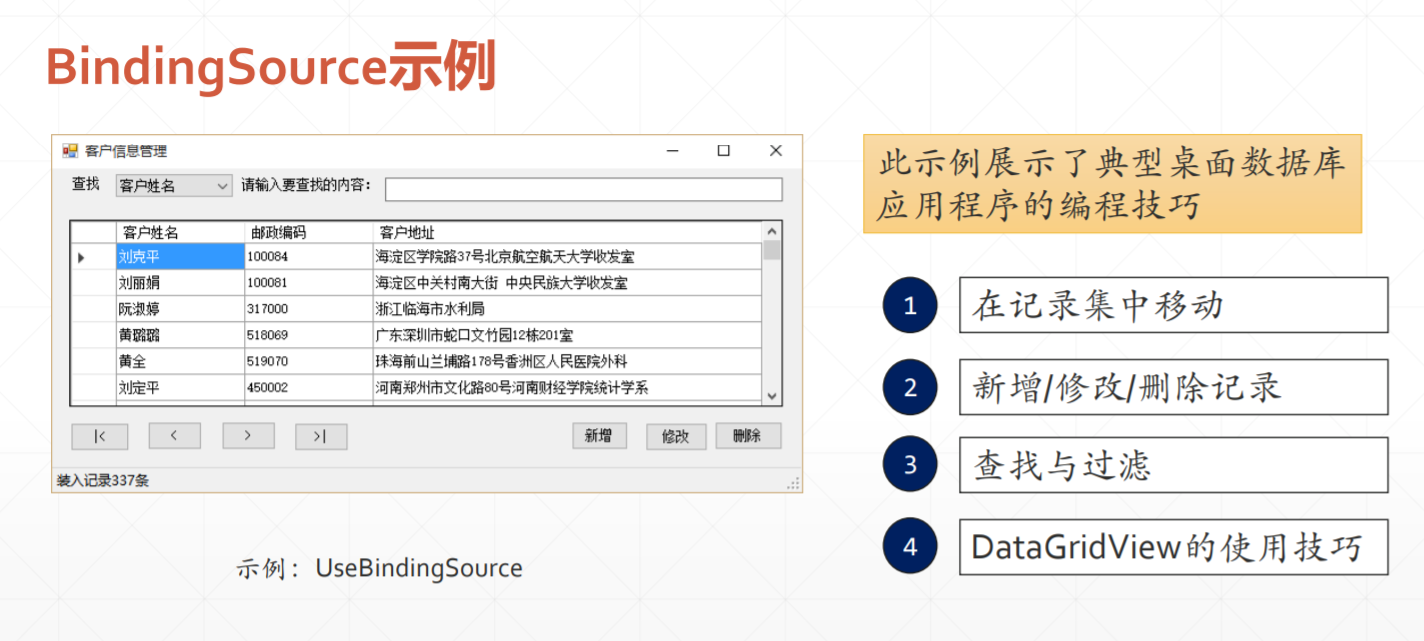 BindingSource示例
客户信息管理
查找 客户姓名 请输入要查找的内容：
客户姓名 邮政编码 客户地址
刘克平 100084 海淀区学院路37号北京航空航天大学收发室
刘丽娟 100081 海淀区中关村南大街 中央民族大学收发室
阮淑婷 317000 浙江临海市水利局
黄璐璐 518069 广东深圳市蛇口文竹园12栋201室
黄全 519070 珠海前山兰埔路178号香洲区人民医院外科
刘定平 450002 河南郑州市文化路80号河南财经学院统计学系
|< < > >| 新增 修改 删除
装入记录337条
示例：UseBindingSource
此示例展示了典型桌面数据库
应用程序的编程技巧
1 在记录集中移动
2 新增/修改/删除记录
3 查找与过滤
4 DataGridView的使用技巧